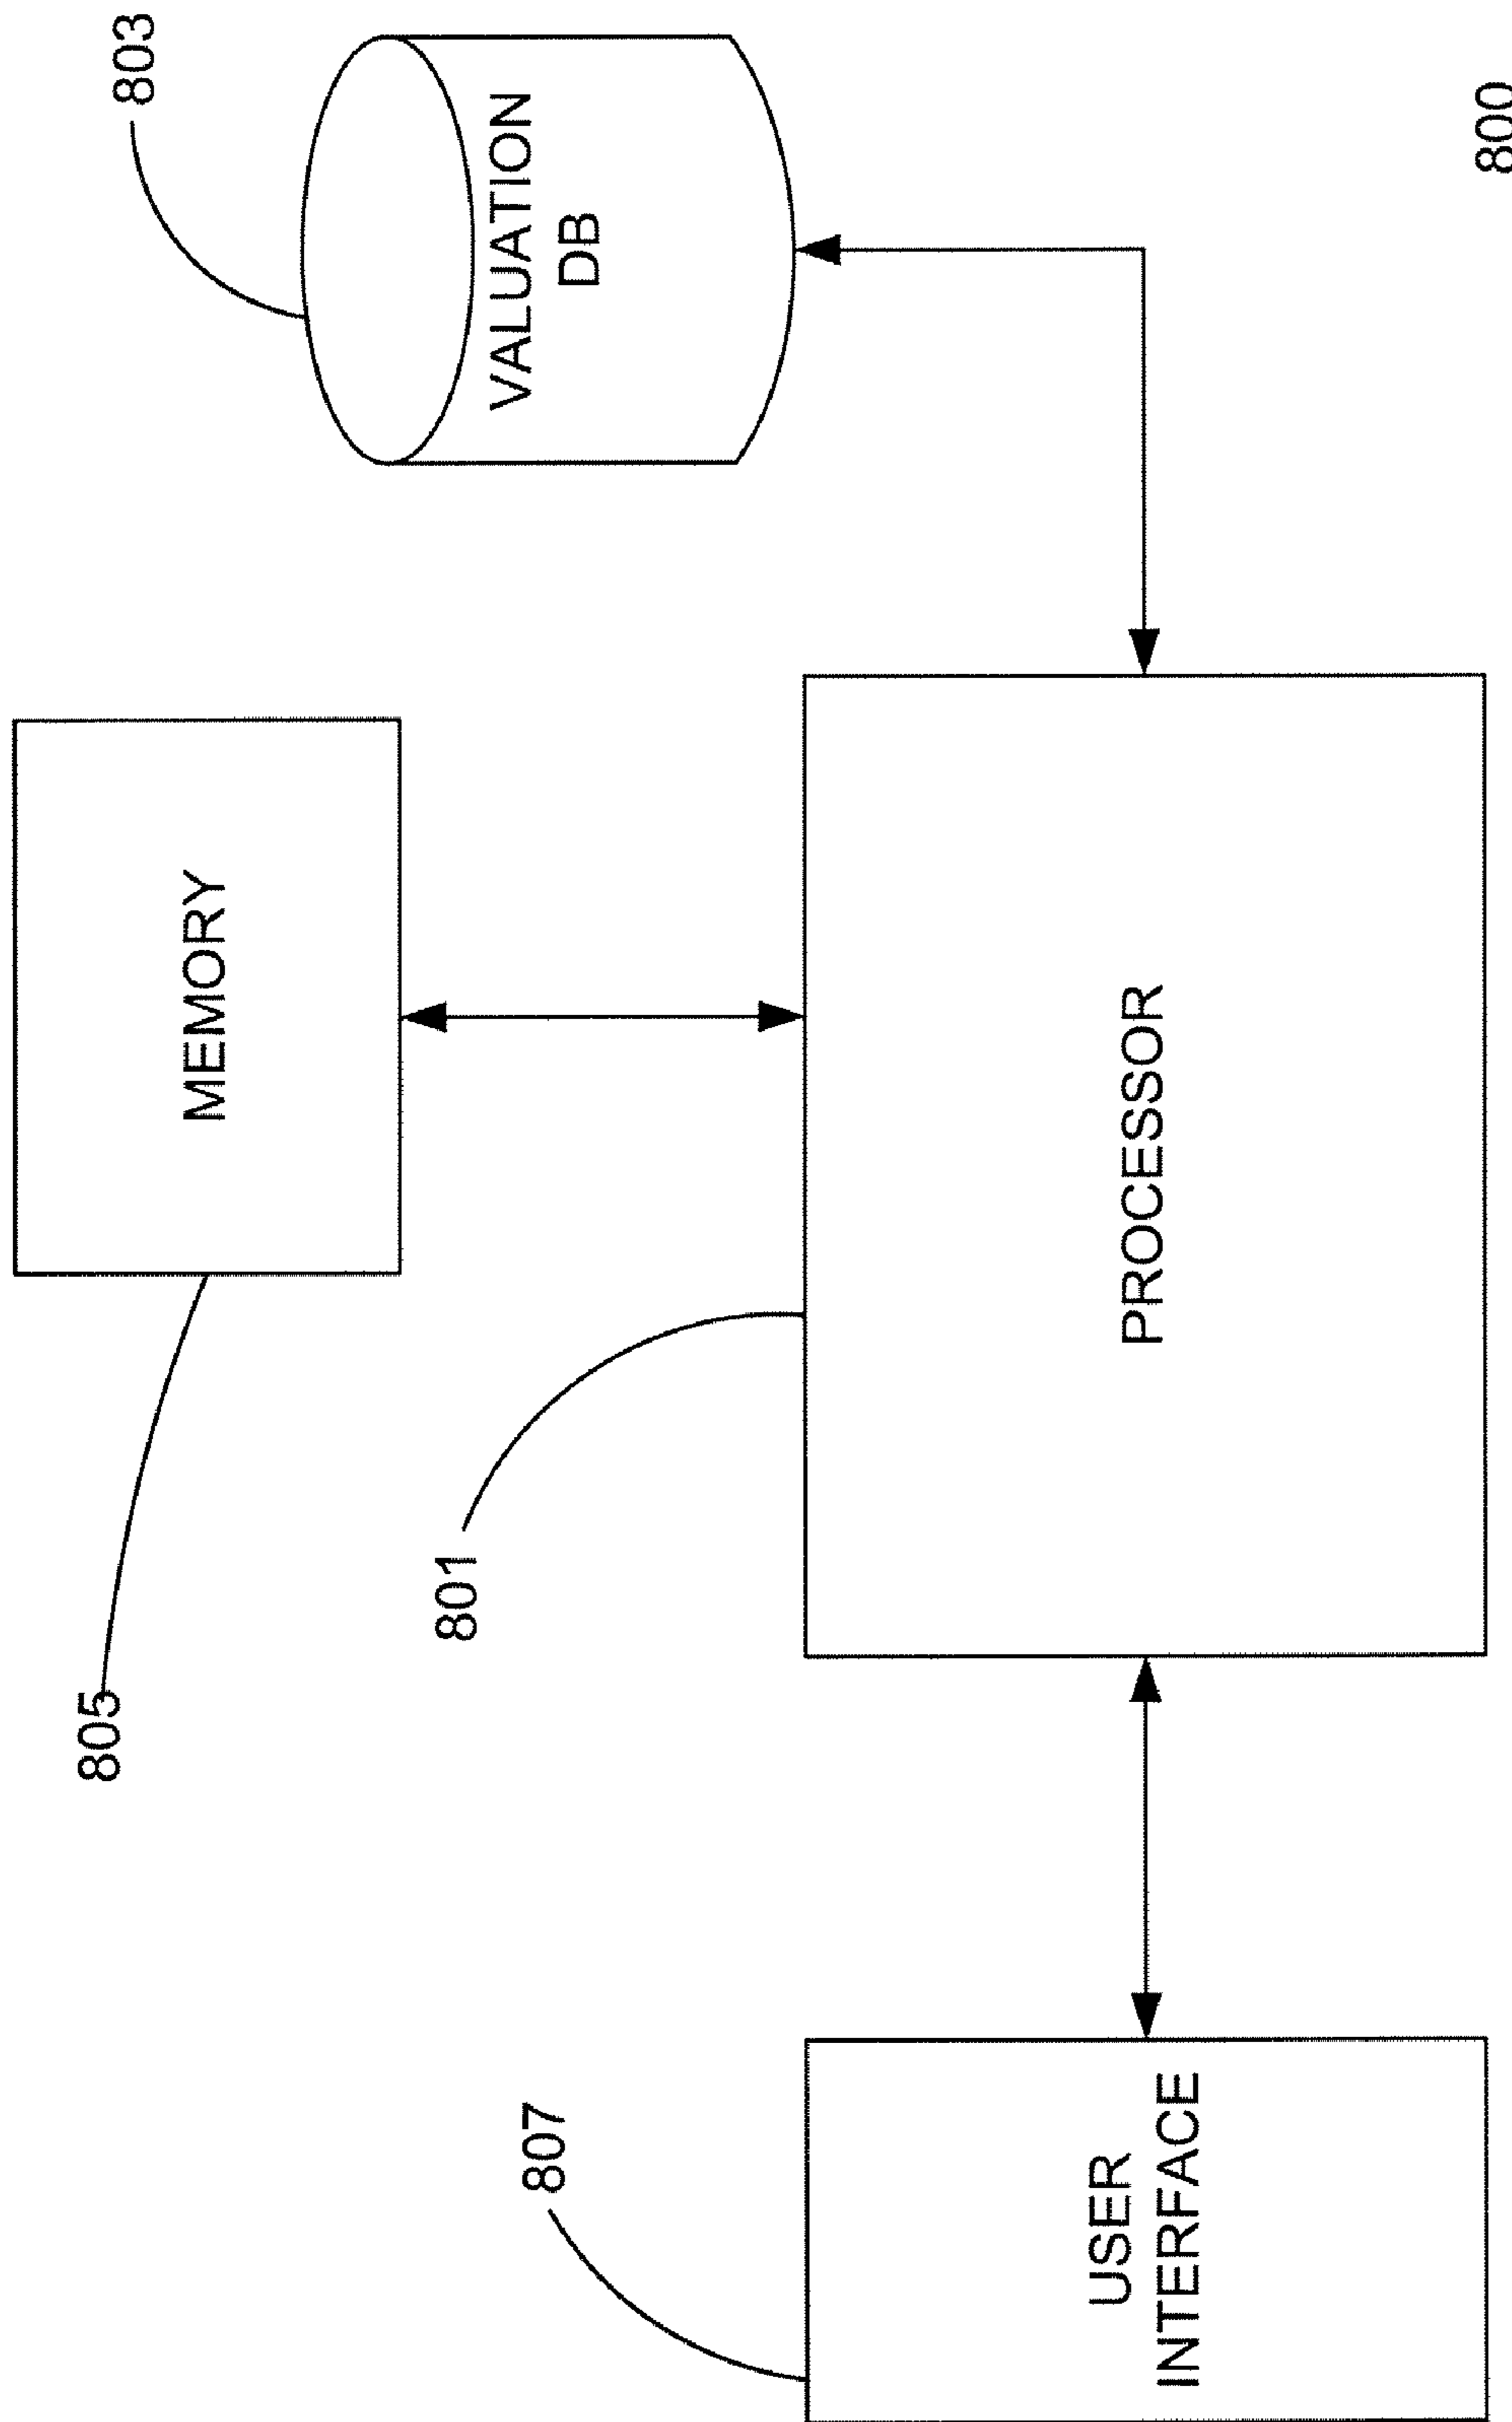 805
MEMORY
803
801
VALUATION
DB
807
USER
INTERFACE
PROCESSOR
800